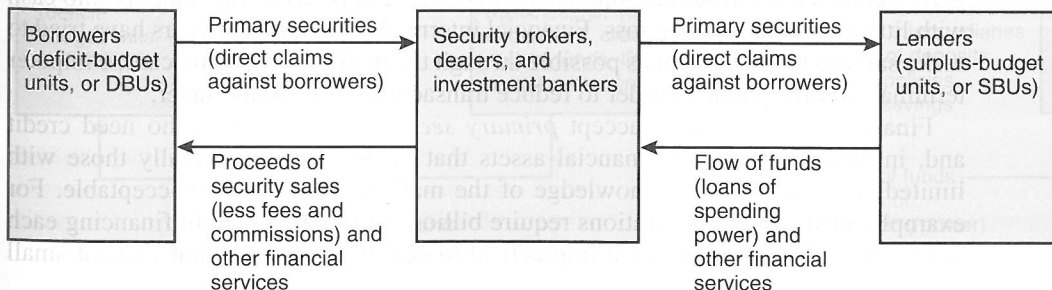 Borrowers
(deficit-budget
units, or DBUs)
Primary securities
(direct claims
against borrowers)
Proceeds of
security sales
(less fees and
commissions) and
other financial
services
Security brokers,
dealers, and
investment bankers
Primary securities
(direct claims
against borrowers)
Flow of funds
(loans of
spending
power) and
other financial
services
Lenders
(surplus-budget
units, or SBUs)